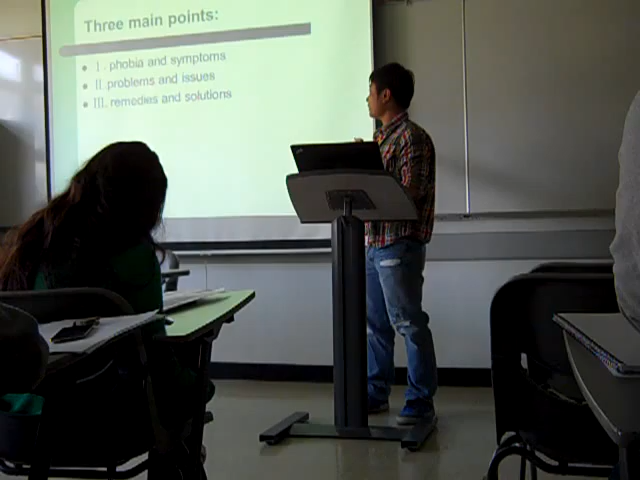 Three main points:
• I. phobia and symptoms
• II. problems and issues
• III. remedies and solutions